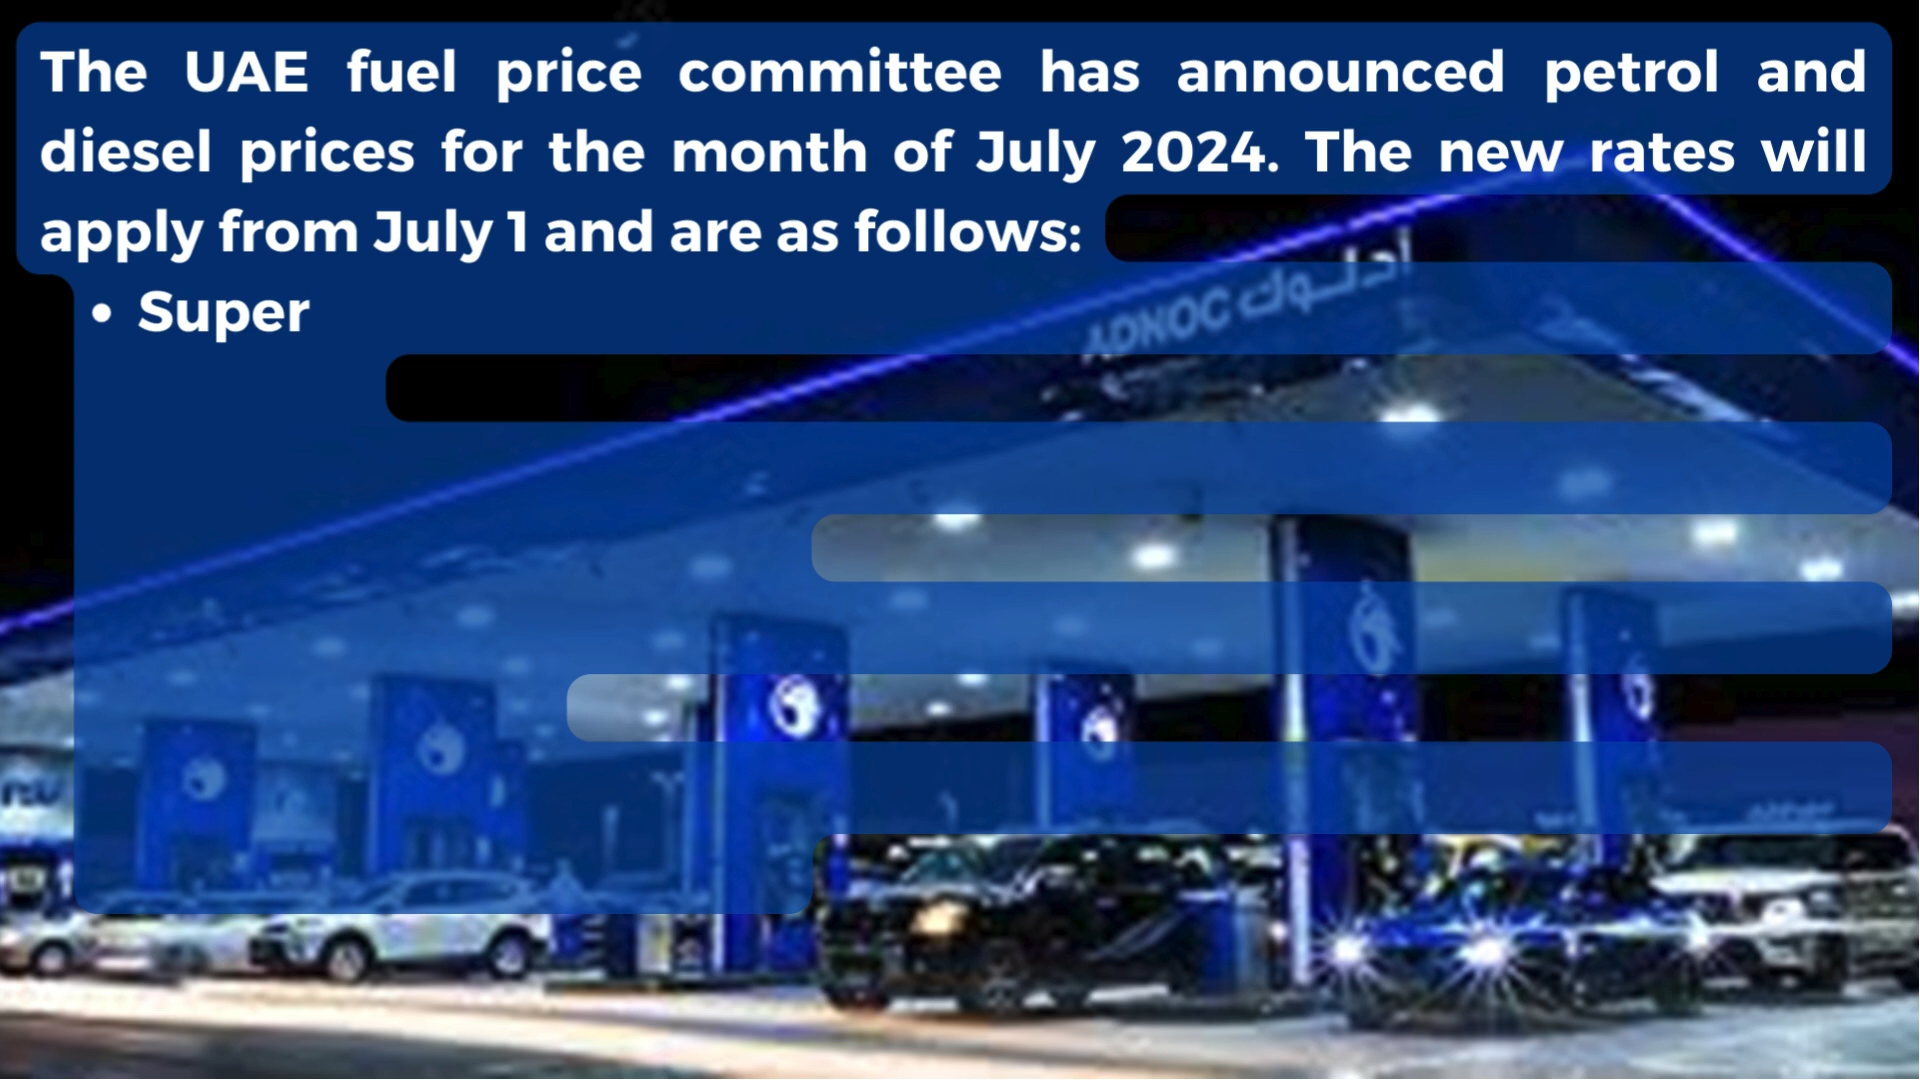 The UAE fuel price committee has announced petrol and
diesel prices for the month of July 2024. The new rates will
apply from July 1 and are as follows:
• Super
ADNOC أدنوك